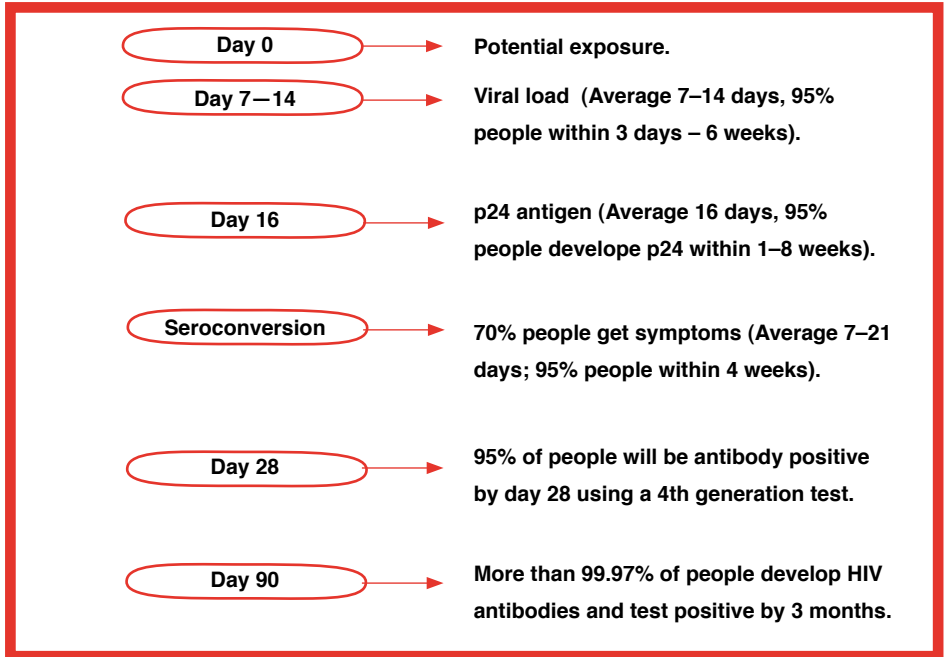 Day 0
Potential exposure.
Day 7—14
Viral load (Average 7–14 days, 95%
people within 3 days – 6 weeks).
Day 16
p24 antigen (Average 16 days, 95%
people develope p24 within 1–8 weeks).
Seroconversion
70% people get symptoms (Average 7–21
days; 95% people within 4 weeks).
Day 28
95% of people will be antibody positive
by day 28 using a 4th generation test.
Day 90
More than 99.97% of people develop HIV
antibodies and test positive by 3 months.